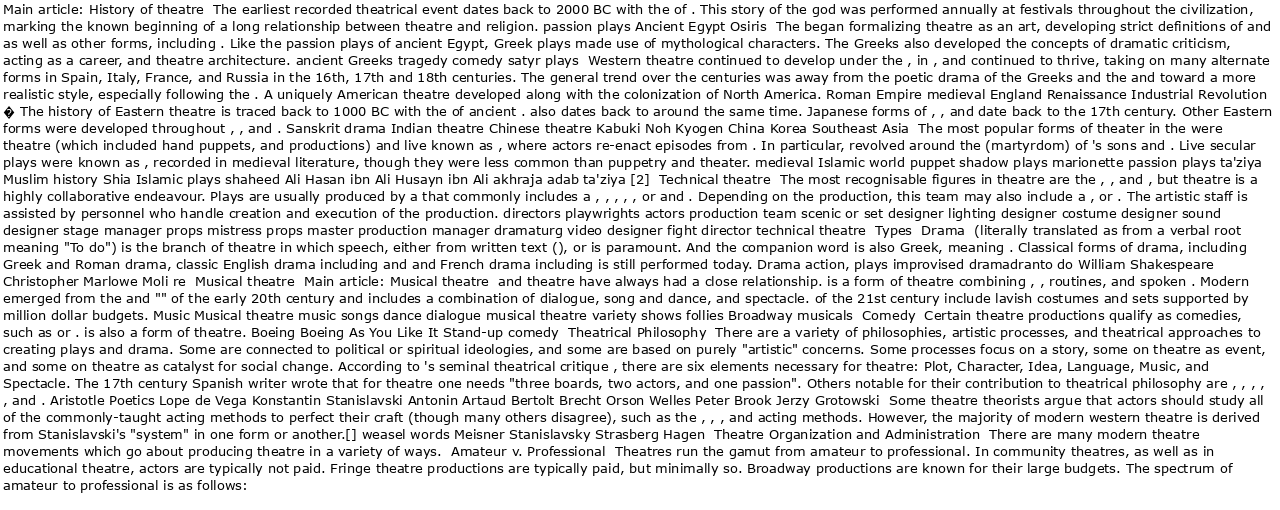 Main article: History of theatre  The earliest recorded theatrical event dates back to 2000 BC with the of . This story of the god was performed annually at festivals throughout the civilization,
marking the known beginning of a long relationship between theatre and religion. passion plays Ancient Egypt Osiris  The began formalizing theatre as an art, developing strict definitions of and
as well as other forms, including . Like the passion plays of ancient Egypt, Greek plays made use of mythological characters. The Greeks also developed the concepts of dramatic criticism,
acting as a career, and theatre architecture. ancient Greeks tragedy comedy satyr plays  Western theatre continued to develop under the , in , and continued to thrive, taking on many alternate
forms in Spain, Italy, France, and Russia in the 16th, 17th and 18th centuries. The general trend over the centuries was away from the poetic drama of the Greeks and the and toward a more
realistic style, especially following the . A uniquely American theatre developed along with the colonization of North America. Roman Empire medieval England Renaissance Industrial Revolution
� The history of Eastern theatre is traced back to 1000 BC with the of ancient . also dates back to around the same time. Japanese forms of , , and date back to the 17th century. Other Eastern
forms were developed throughout , , and . Sanskrit drama Indian theatre Chinese theatre Kabuki Noh Kyogen China Korea Southeast Asia  The most popular forms of theater in the were
theatre (which included hand puppets, and productions) and live known as , where actors re-enact episodes from . In particular, revolved around the (martyrdom) of 's sons and . Live secular
plays were known as , recorded in medieval literature, though they were less common than puppetry and theater. medieval Islamic world puppet shadow plays marionette passion plays ta'ziya
Muslim history Shia Islamic plays shaheed Ali Hasan ibn Ali Husayn ibn Ali akhraja adab ta'ziya [2]  Technical theatre  The most recognisable figures in theatre are the , , and , but theatre is a
highly collaborative endeavour. Plays are usually produced by a that commonly includes a , , , , , or and . Depending on the production, this team may also include a , or . The artistic staff is
assisted by personnel who handle creation and execution of the production. directors playwrights actors production team scenic or set designer lighting designer costume designer sound
designer stage manager props mistress props master production manager dramaturg video designer fight director technical theatre  Types  Drama  (literally translated as from a verbal root
meaning "To do") is the branch of theatre in which speech, either from written text (), or is paramount. And the companion word is also Greek, meaning . Classical forms of drama, including
Greek and Roman drama, classic English drama including and and French drama including is still performed today. Drama action, plays improvised dramadranto do William Shakespeare
Christopher Marlowe Moli re  Musical theatre  Main article: Musical theatre  and theatre have always had a close relationship. is a form of theatre combining , , routines, and spoken . Modern
emerged from the and "" of the early 20th century and includes a combination of dialogue, song and dance, and spectacle. of the 21st century include lavish costumes and sets supported by
million dollar budgets. Music Musical theatre music songs dance dialogue musical theatre variety shows follies Broadway musicals  Comedy  Certain theatre productions qualify as comedies,
such as or . is also a form of theatre. Boeing Boeing As You Like It Stand-up comedy  Theatrical Philosophy  There are a variety of philosophies, artistic processes, and theatrical approaches to
creating plays and drama. Some are connected to political or spiritual ideologies, and some are based on purely "artistic" concerns. Some processes focus on a story, some on theatre as event,
and some on theatre as catalyst for social change. According to 's seminal theatrical critique , there are six elements necessary for theatre: Plot, Character, Idea, Language, Music, and
Spectacle. The 17th century Spanish writer wrote that for theatre one needs "three boards, two actors, and one passion". Others notable for their contribution to theatrical philosophy are , , , ,
, and . Aristotle Poetics Lope de Vega Konstantin Stanislavski Antonin Artaud Bertolt Brecht Orson Welles Peter Brook Jerzy Grotowski  Some theatre theorists argue that actors should study all
of the commonly-taught acting methods to perfect their craft (though many others disagree), such as the , , , and acting methods. However, the majority of modern western theatre is derived
from Stanislavski's "system" in one form or another.[] weasel words Meisner Stanislavsky Strasberg Hagen  Theatre Organization and Administration  There are many modern theatre
movements which go about producing theatre in a variety of ways.  Amateur v. Professional  Theatres run the gamut from amateur to professional. In community theatres, as well as in
educational theatre, actors are typically not paid. Fringe theatre productions are typically paid, but minimally so. Broadway productions are known for their large budgets. The spectrum of
amateur to professional is as follows: